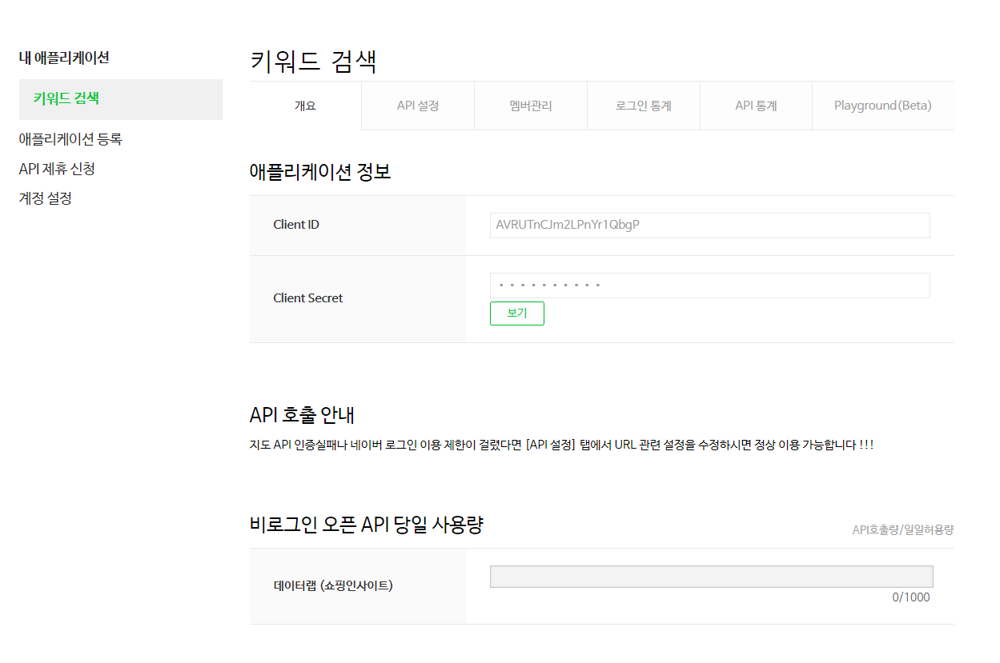 내 애플리케이션
키워드 검색
애플리케이션 등록
API 제휴 신청
계정 설정
키워드 검색
개요
API 설정
멤버관리
로그인 통계
API 통계
Playground(Beta)
애플리케이션 정보
Client ID
AVRUTnCJm2LPnYr1QbgP
Client Secret
••••••••••
보기
API 호출 안내
지도 API 인증실패나 네이버 로그인 이용 제한이 걸렸다면 [API 설정] 탭에서 URL 관련 설정을 수정하시면 정상 이용 가능합니다 !!!
비로그인 오픈 API 당일 사용량
API호출량/일일허용량
데이터랩 (쇼핑인사이트)
0/1000